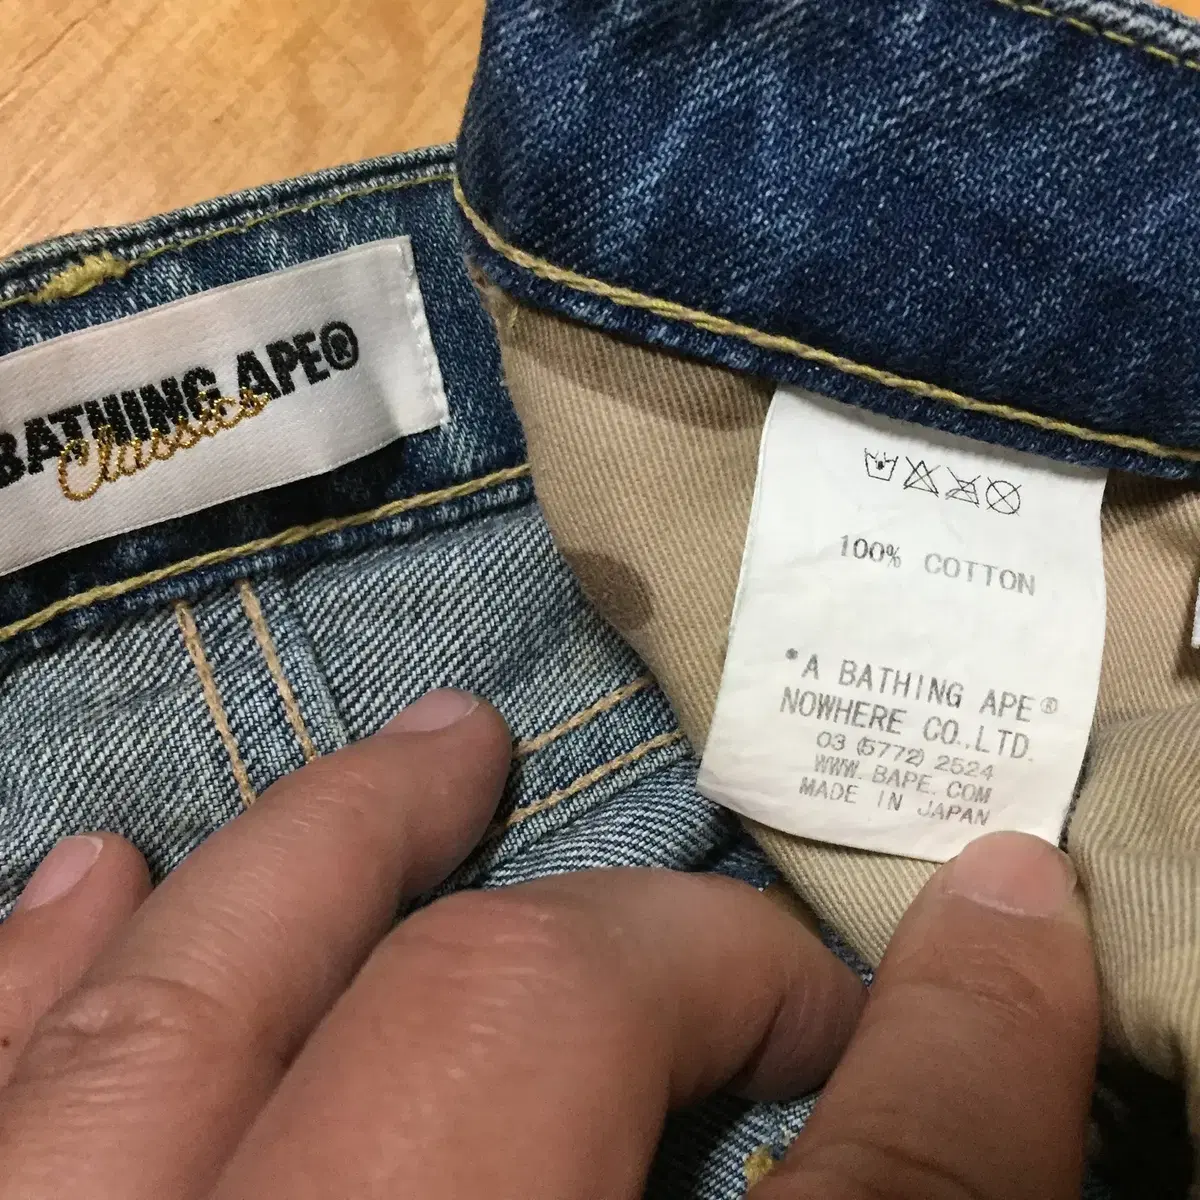 BATHING APE®
Classics
100% COTTON
*A BATHING APE®
NOWHERE CO.,LTD.
03 (5772) 2524
WWW.BAPE.COM
MADE IN JAPAN